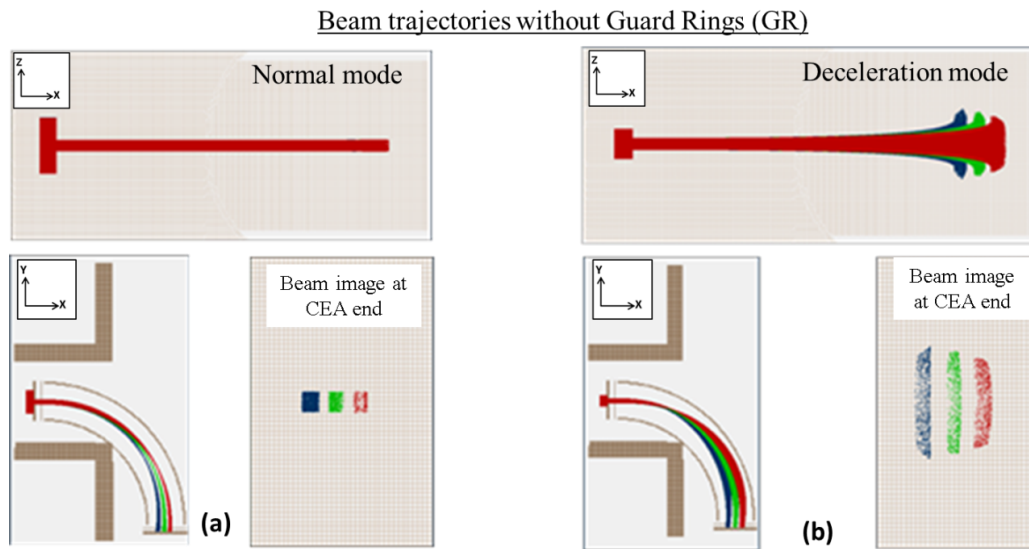 Beam trajectories without Guard Rings (GR)
Z
X
Normal mode
Z
X
Deceleration mode
Y
X
Beam image at
CEA end
(a)
Y
X
Beam image
at CEA end
(b)